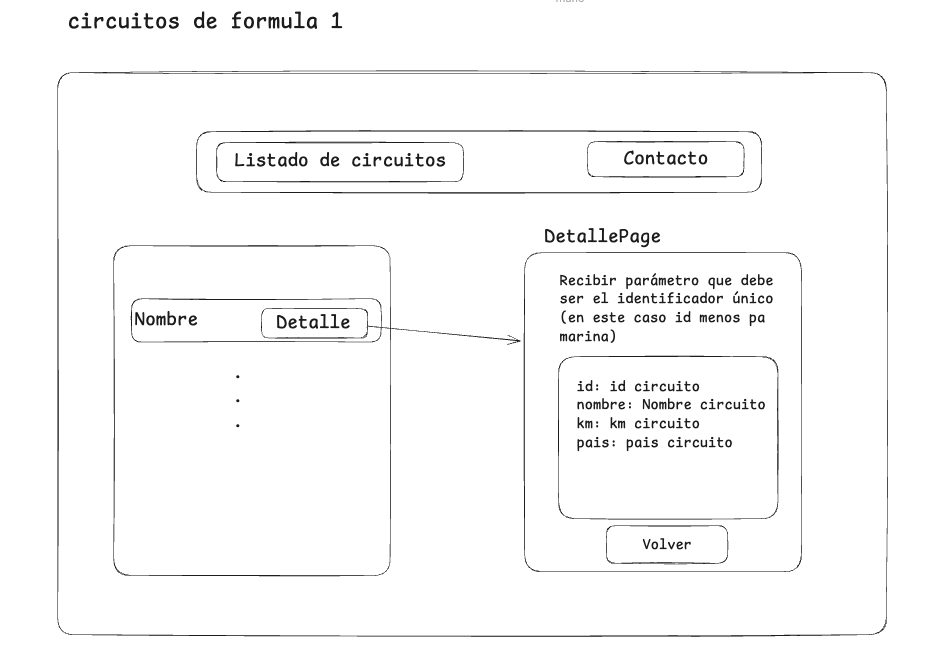 circuitos de formula 1
Listado de circuitos
Contacto
DetallePage
Recibir parámetro que debe
ser el identificador único
(en este caso id menos pa
marina)
Nombre
Detalle
.
.
.
id: id circuito
nombre: Nombre circuito
km: km circuito
pais: pais circuito
Volver